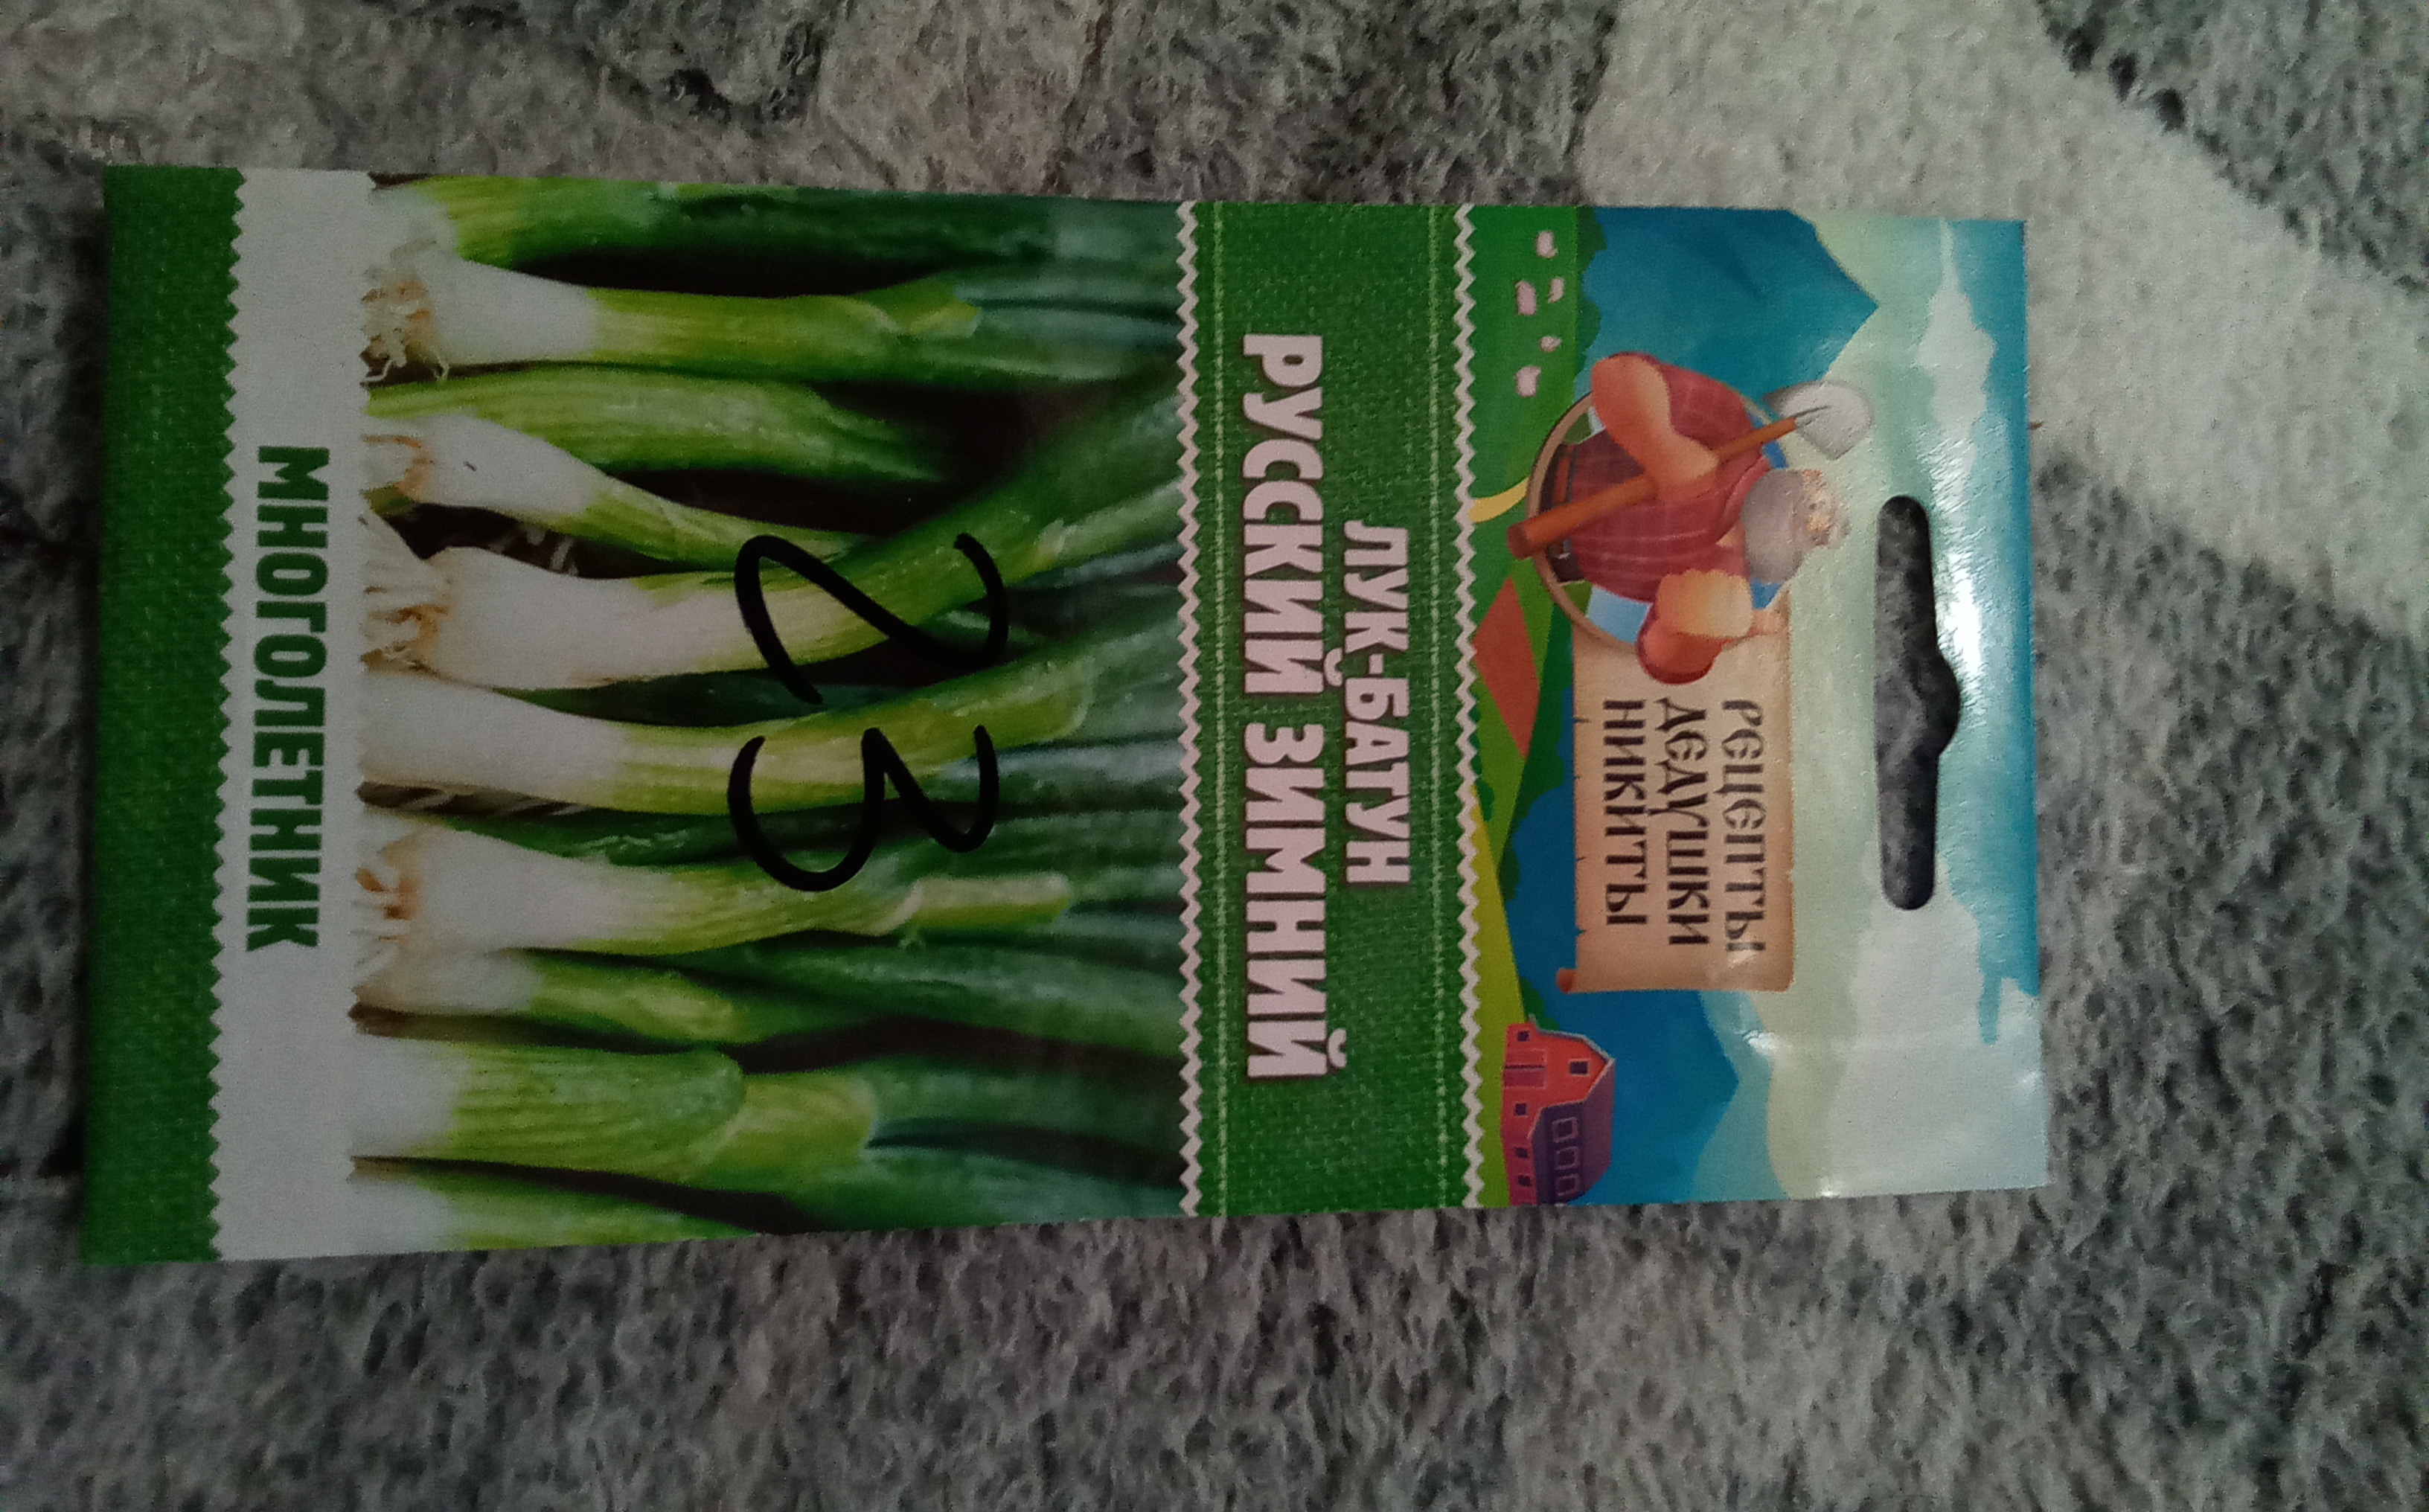 РЕЦЕПТЫ
ДЕДУШКИ
НИКИТЫ
ЛУК-БАТУН
РУССКИЙ ЗИМНИЙ
23
МНОГОЛЕТНИК